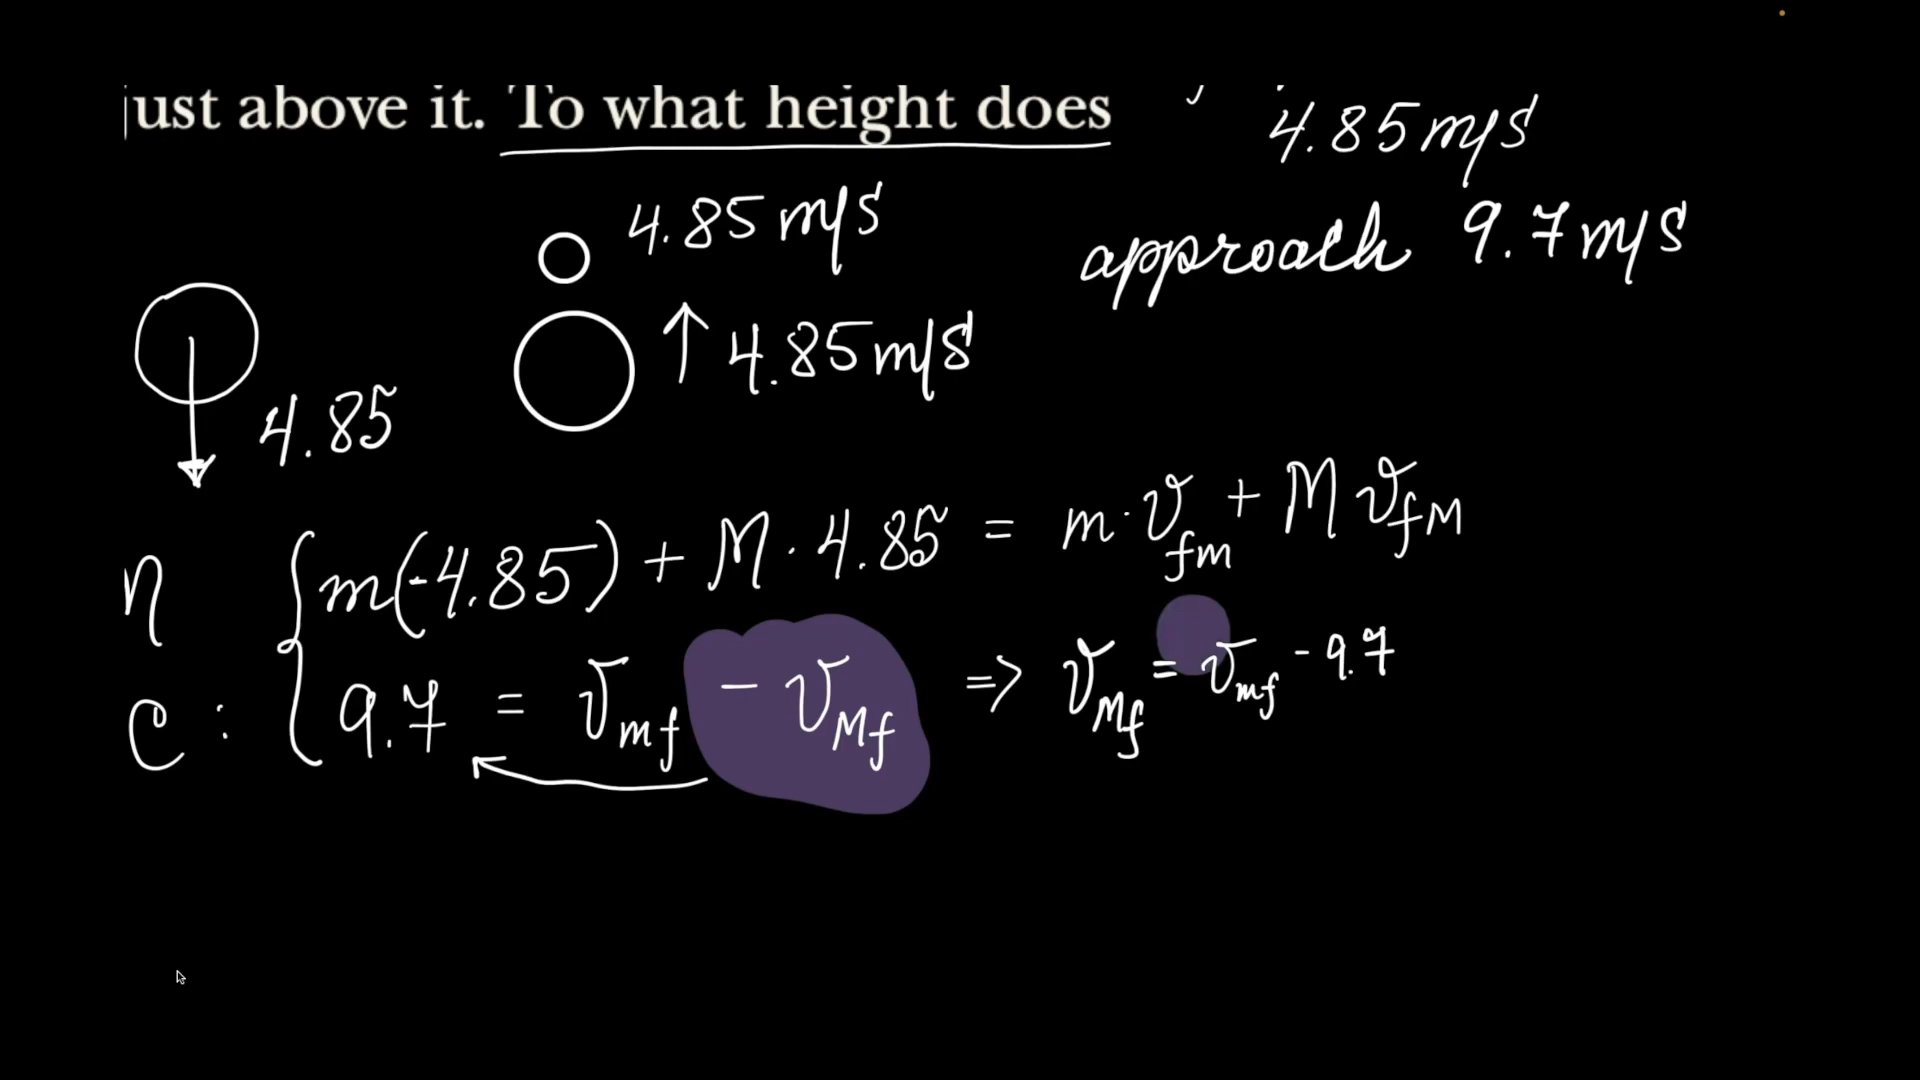 just above it. To what height does
4.85 m/s
4.85 m/s
approach 9.7 m/s
↑ 4.85 m/s
4.85
m(-4.85) + M · 4.85 = m · v_fm + M v_fM
C : 9.7 = v_mf - v_Mf => v_Mf = v_mf - 9.7